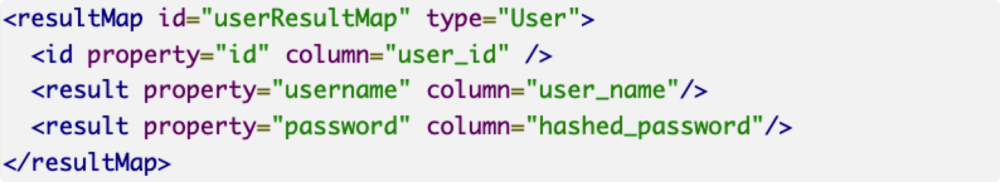 <resultMap id="userResultMap" type="User">
  <id property="id" column="user_id" />
  <result property="username" column="user_name"/>
  <result property="password" column="hashed_password"/>
</resultMap>